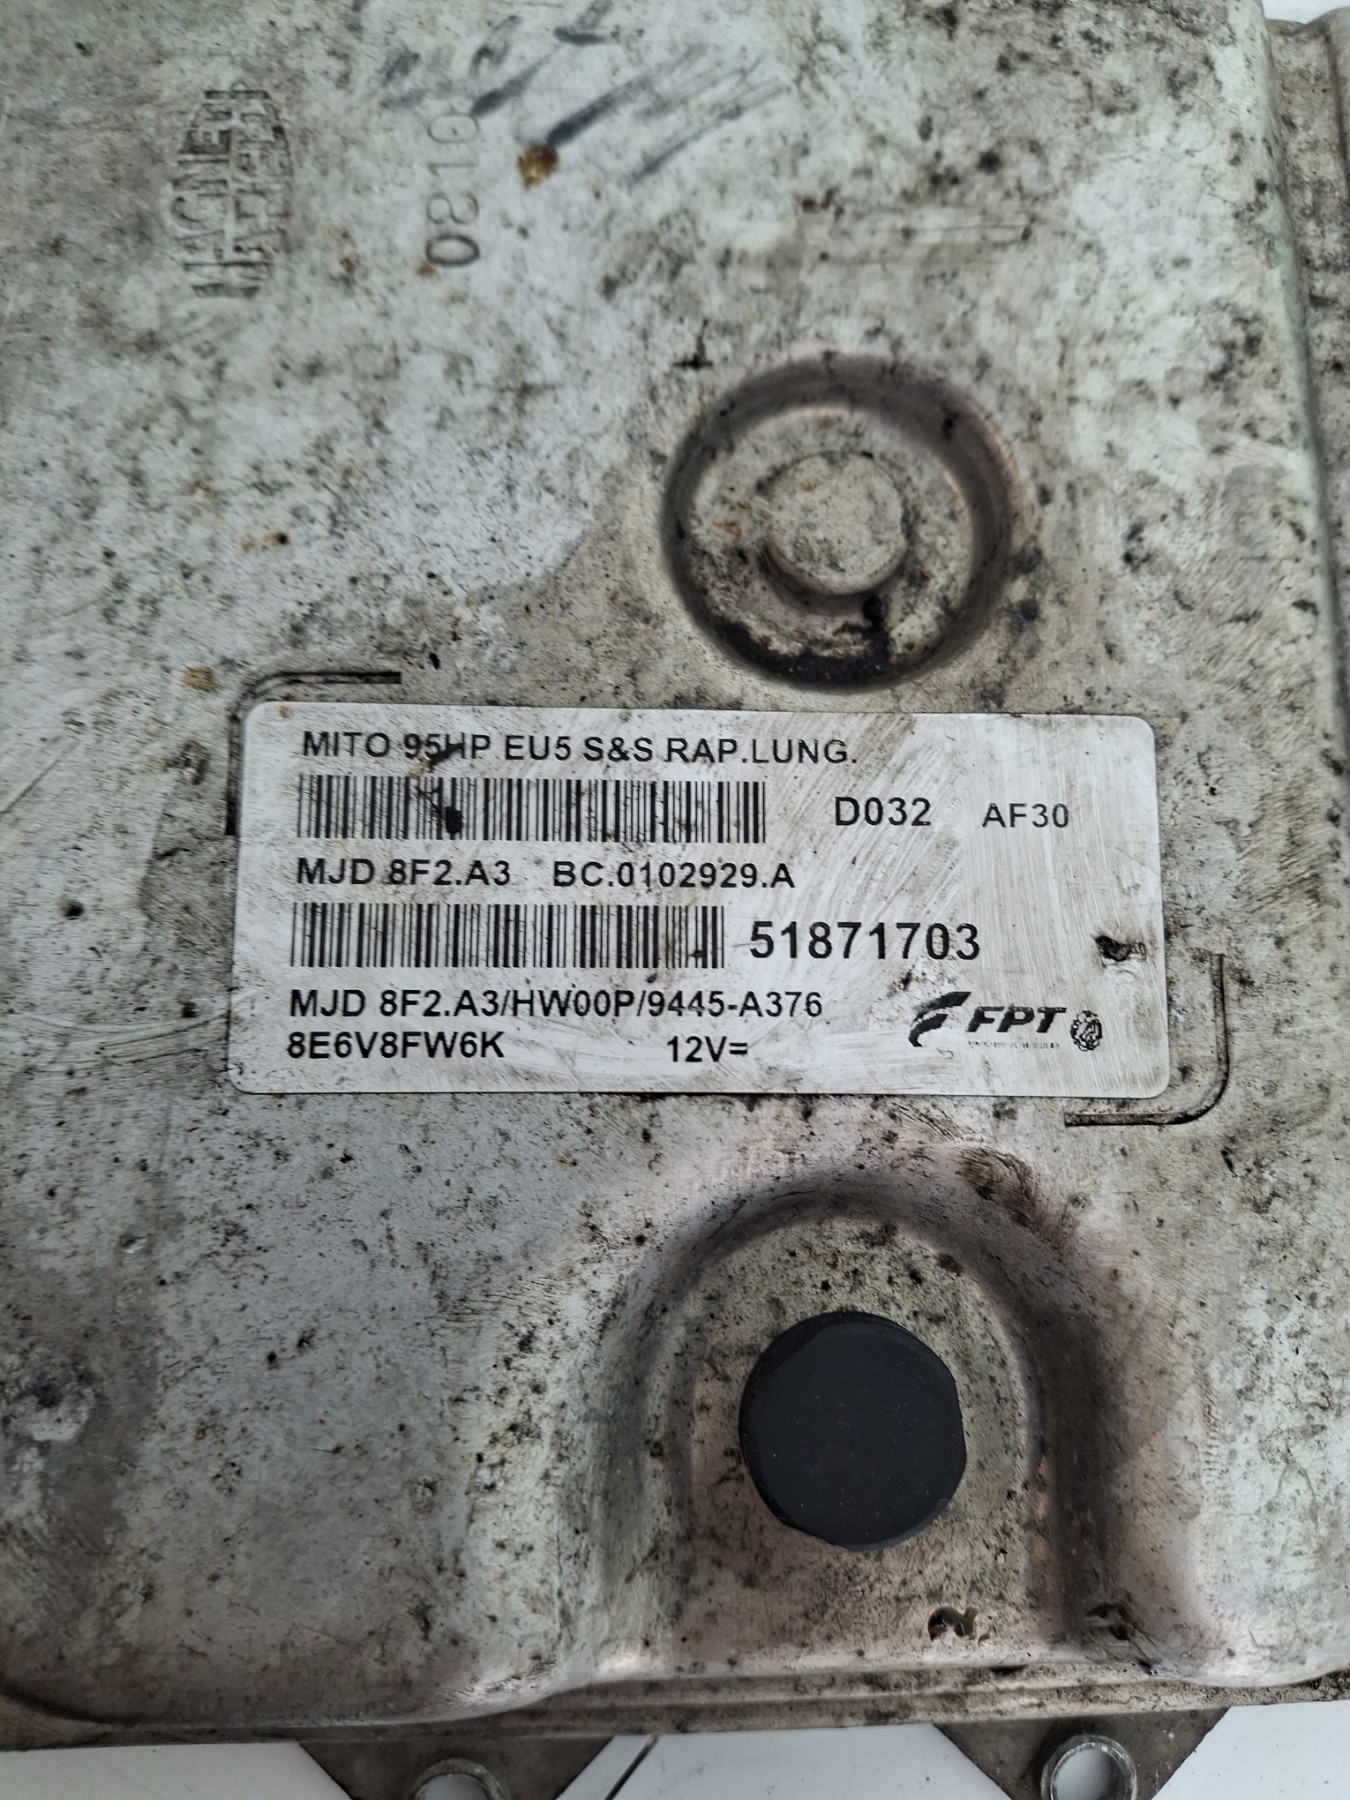 MAGNETI
MARELLI
0810
MITO 95HP EU5 S&S RAP.LUNG.
D032 AF30
MJD 8F2.A3 BC.0102929.A
51871703
MJD 8F2.A3/HW00P/9445-A376
8E6V8FW6K 12V=
FPT